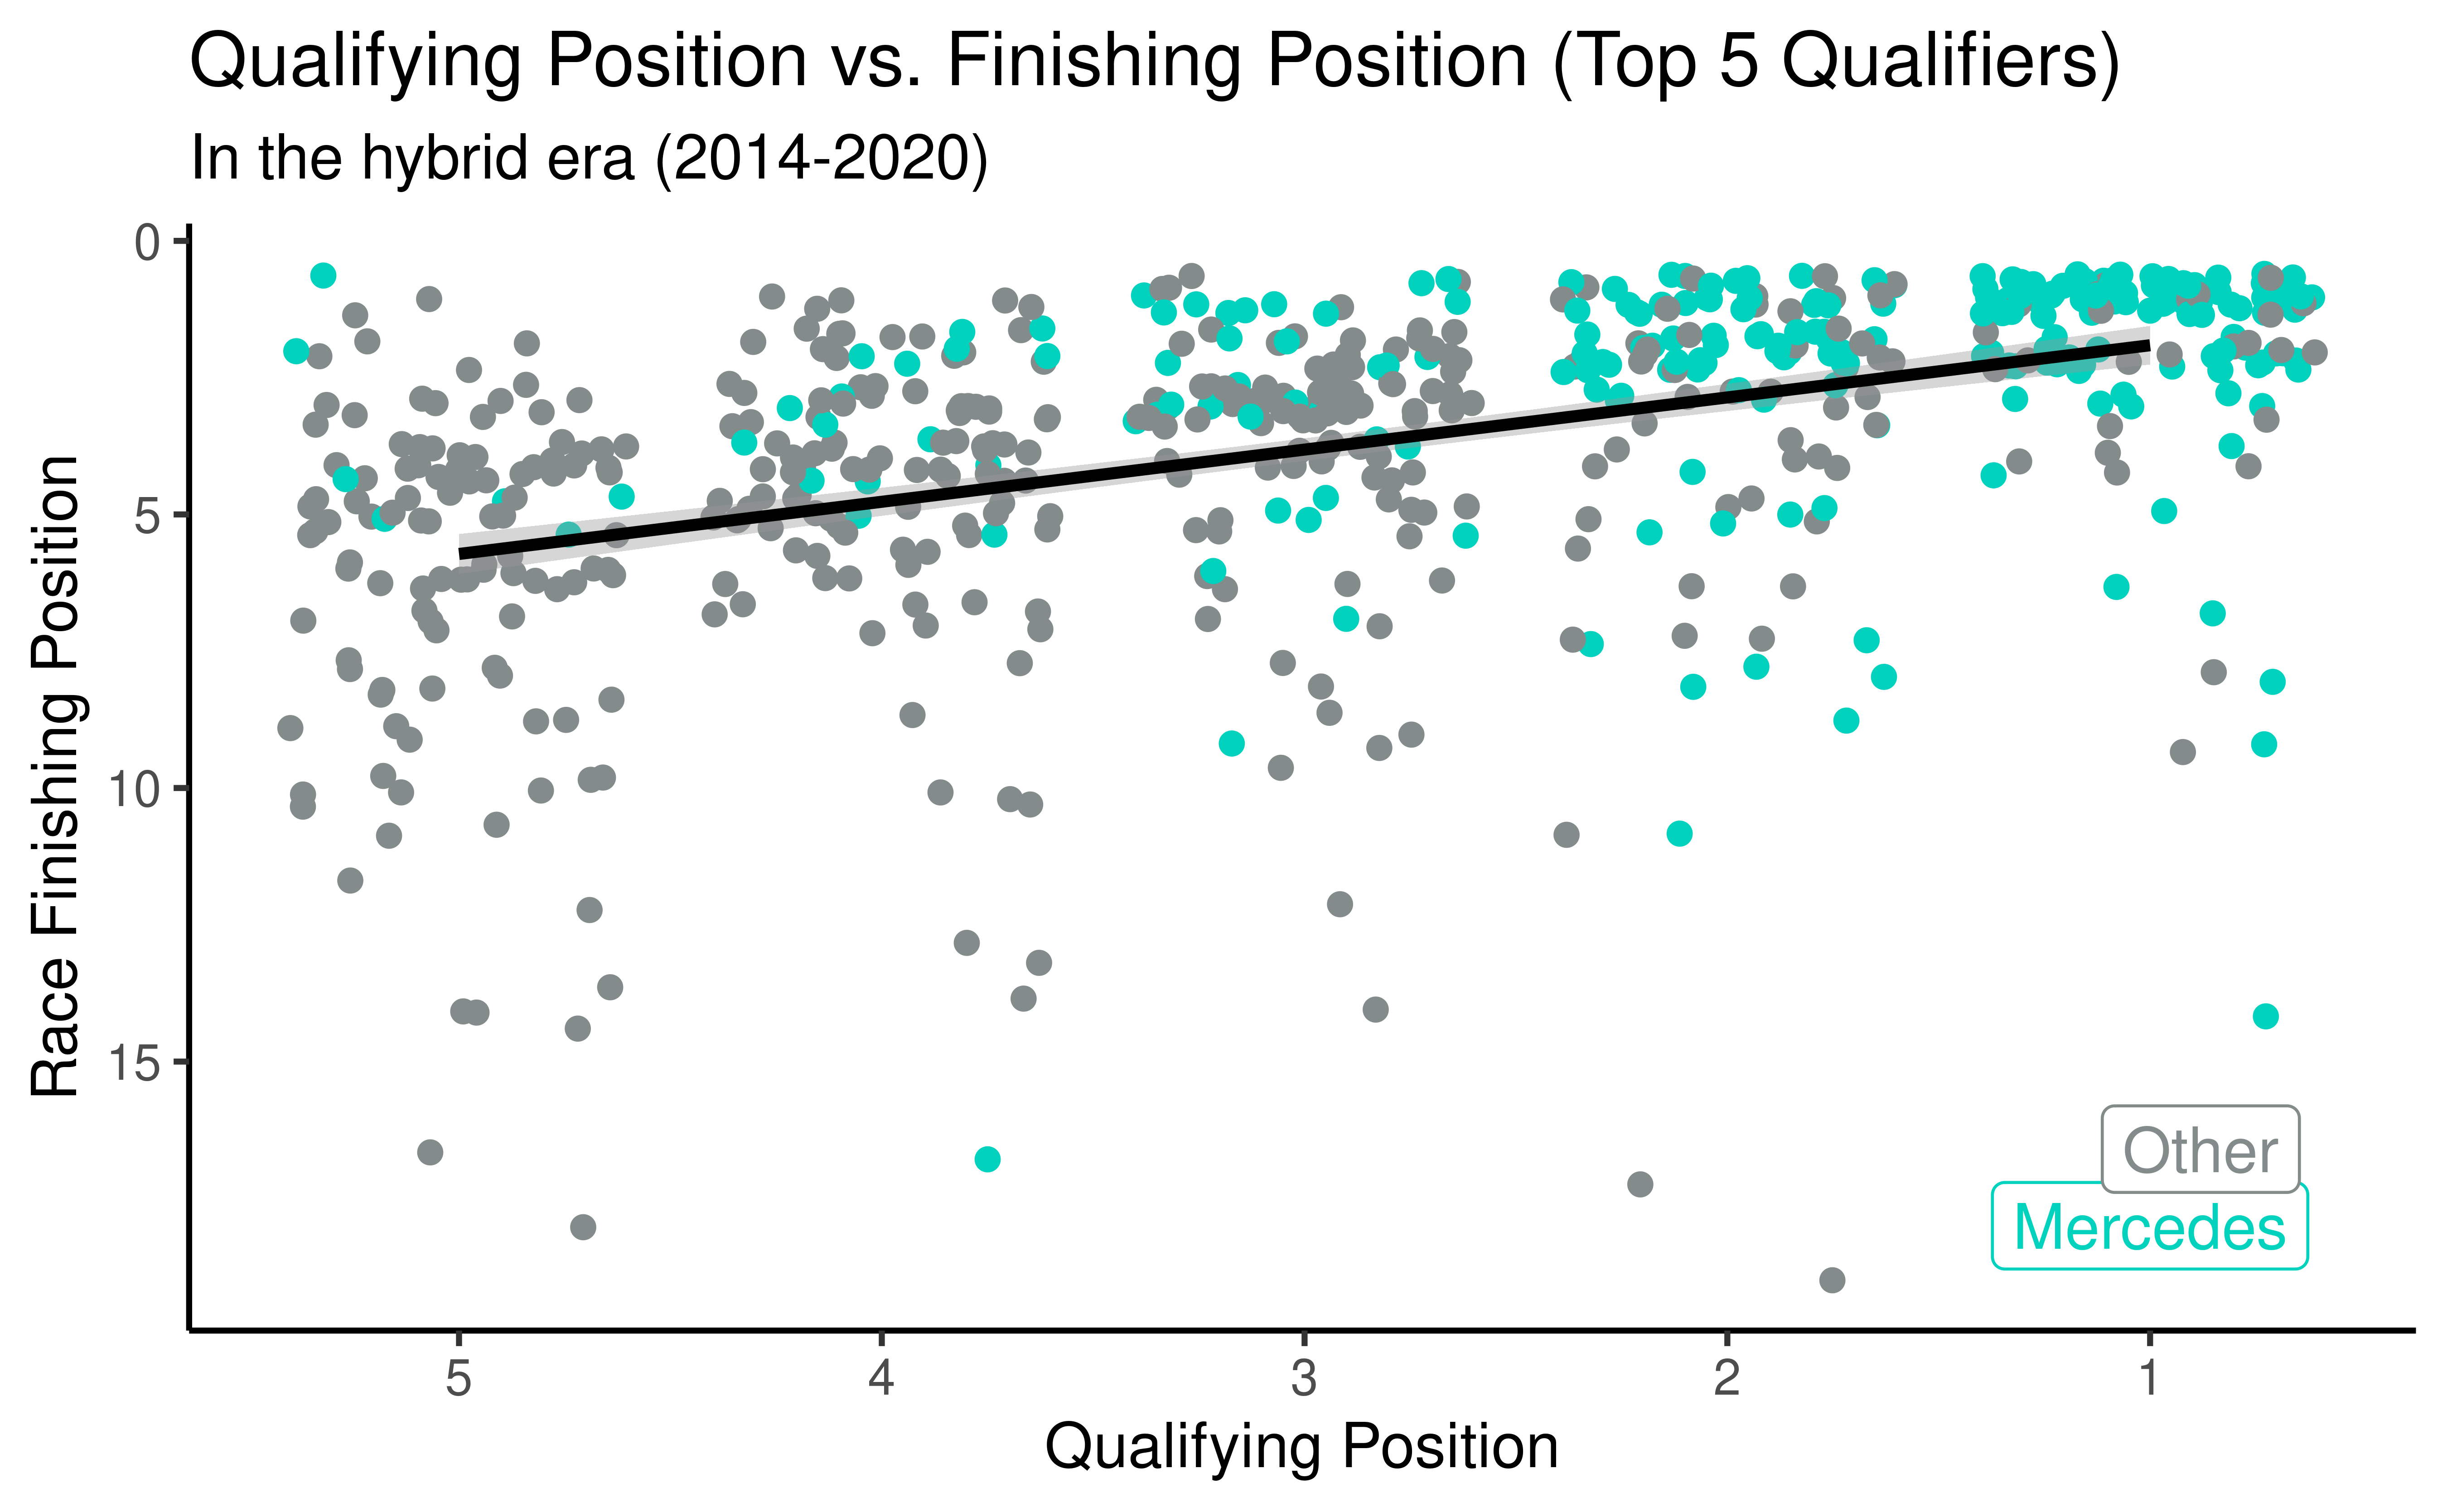 Qualifying Position vs. Finishing Position (Top 5 Qualifiers)
In the hybrid era (2014-2020)
Race Finishing Position
0
5
10
15
Other
Mercedes
5
4
3
2
1
Qualifying Position